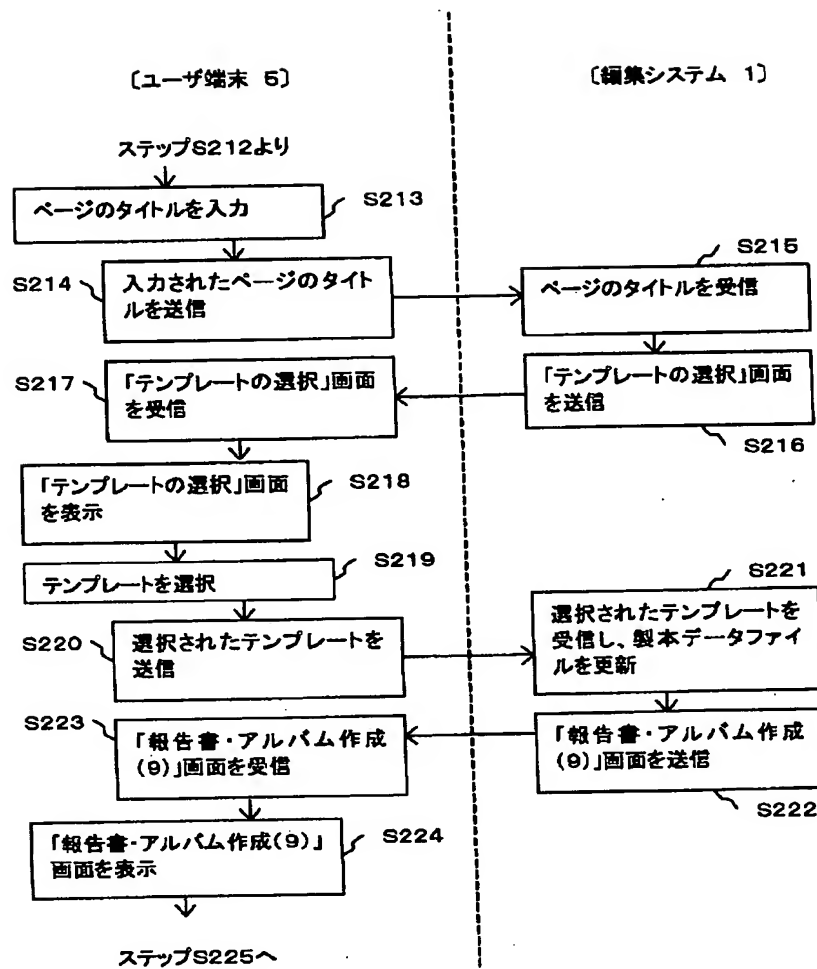 〔ユーザ端末 5〕
〔編集システム 1〕
ステップS212より
ページのタイトルを入力
S213
S214
入力されたページのタイト
ルを送信
S215
ページのタイトルを受信
S217
「テンプレートの選択」画面
を受信
「テンプレートの選択」画面
を送信
S216
「テンプレートの選択」画面
を表示
S218
テンプレートを選択
S219
S220
選択されたテンプレートを
送信
S221
選択されたテンプレートを
受信し、製本データファイ
ルを更新
S223
「報告書・アルバム作成
(9)」画面を受信
「報告書・アルバム作成
(9)」画面を送信
S222
「報告書・アルバム作成(9)」
画面を表示
S224
ステップS225へ